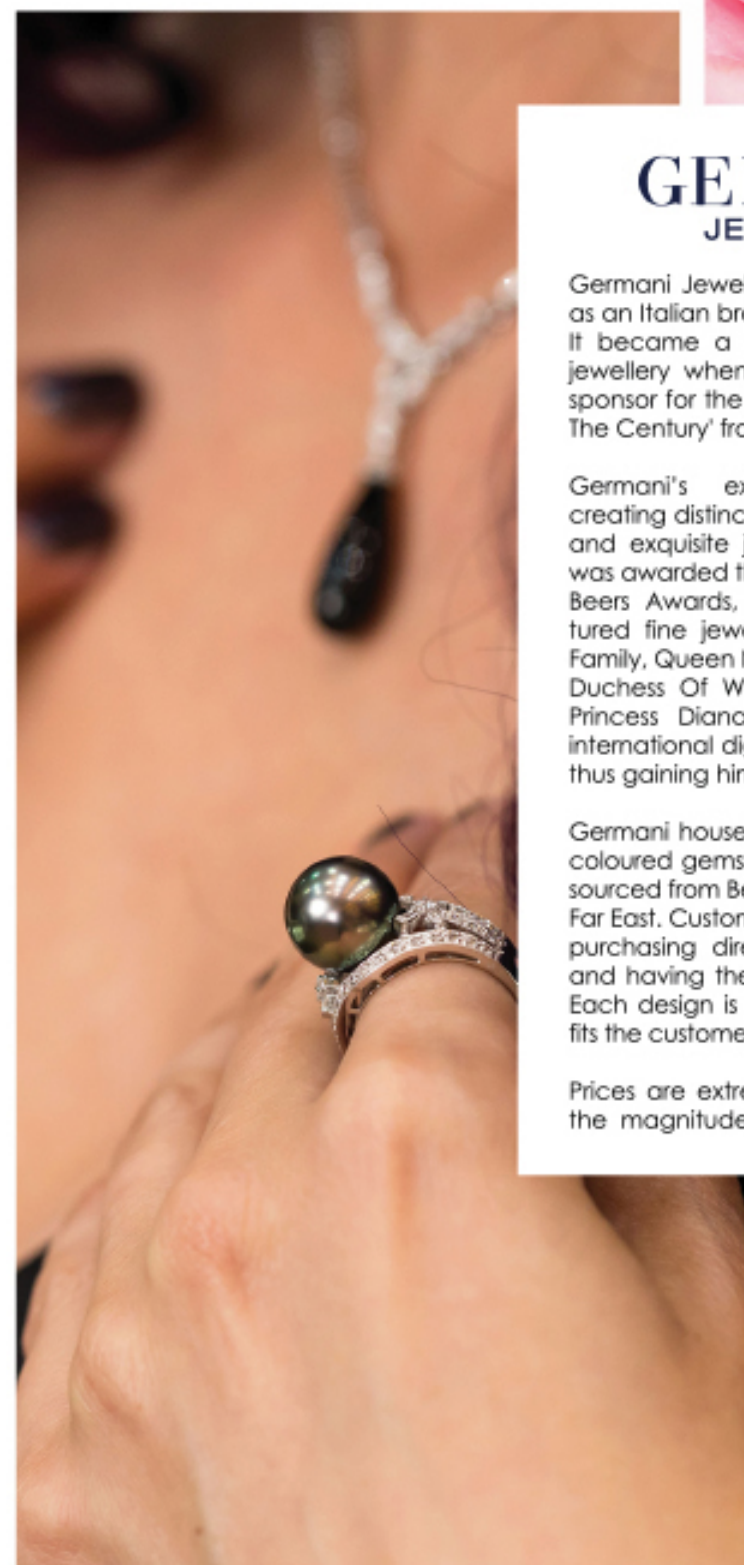 GE
JE
Germani Jewe
as an Italian br
It became a
jewellery when
sponsor for the
The Century' fro
Germani's ex
creating distinc
and exquisite j
was awarded t
Beers Awards,
tured fine jewe
Family, Queen
Duchess Of W
Princess Diana
international di
thus gaining hi
Germani house
coloured gems
sourced from Be
Far East. Custom
purchasing dire
and having the
Each design is
fits the custome
Prices are extre
the magnitude